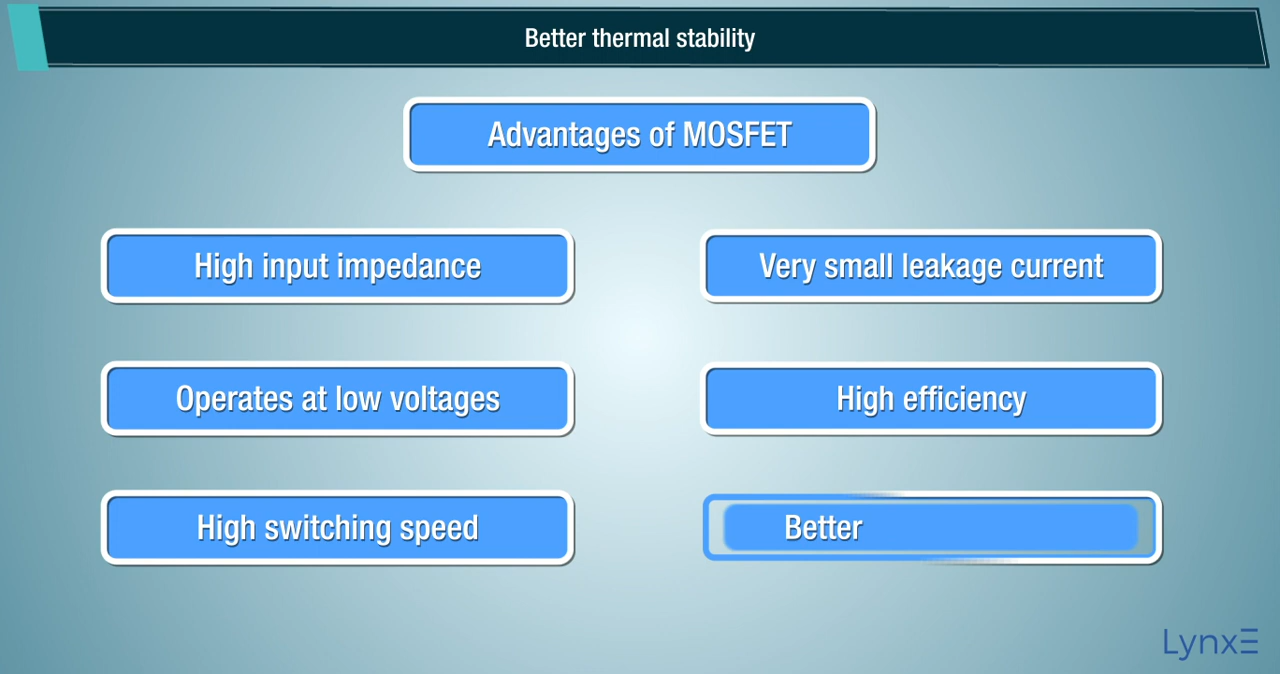 Better thermal stability
Advantages of MOSFET
High input impedance
Very small leakage current
Operates at low voltages
High efficiency
High switching speed
Better
LynxE